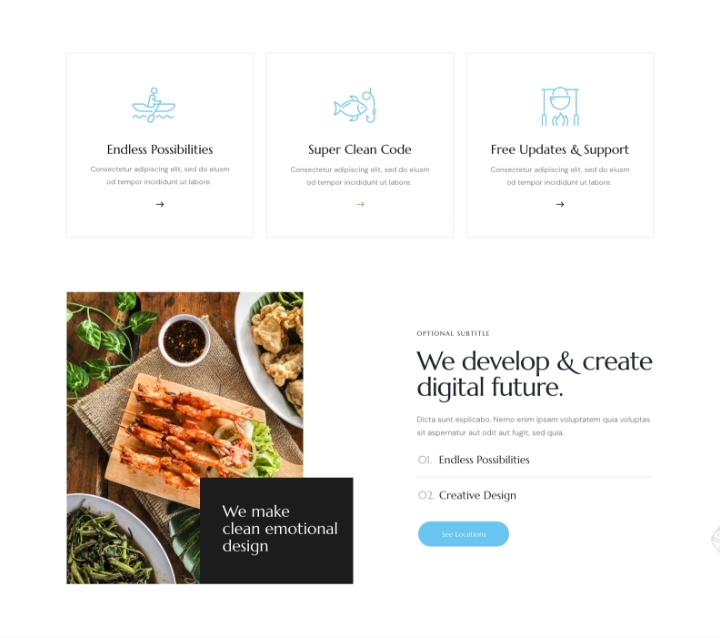 Endless Possibilities
Consectetur adipiscing elit, sed do eiusm
od tempor incididunt ut labore.
→
Super Clean Code
Consectetur adipiscing elit, sed do eiusm
od tempor incididunt ut labore.
→
Free Updates & Support
Consectetur adipiscing elit, sed do eiusm
od tempor incididunt ut labore.
→
We make
clean emotional
design
OPTIONAL SUBTITLE
We develop & create
digital future.
Dicta sunt explicabo. Nemo enim ipsam voluptatem quia voluptas
sit aspernatur aut odit aut fugit, sed quia.
01. Endless Possibilities
02. Creative Design
See Locations